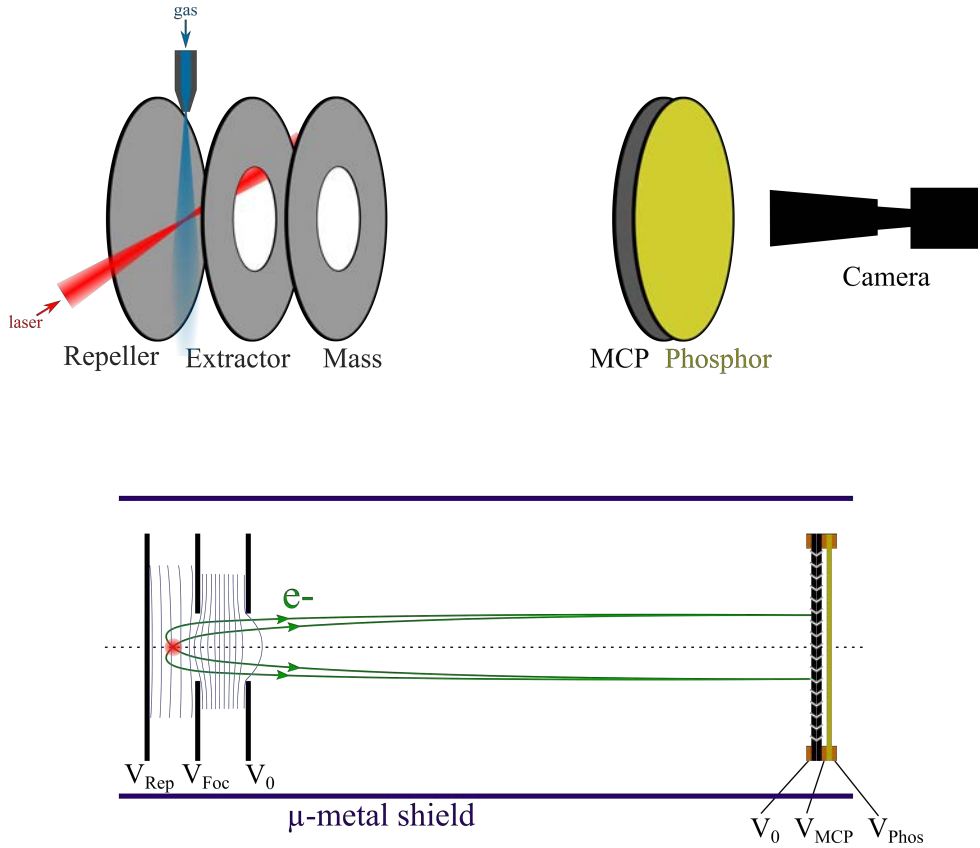 gas
laser
Repeller Extractor Mass
MCP Phosphor
Camera
e-
V_Rep V_Foc V_0
μ-metal shield
V_0 V_MCP V_Phos